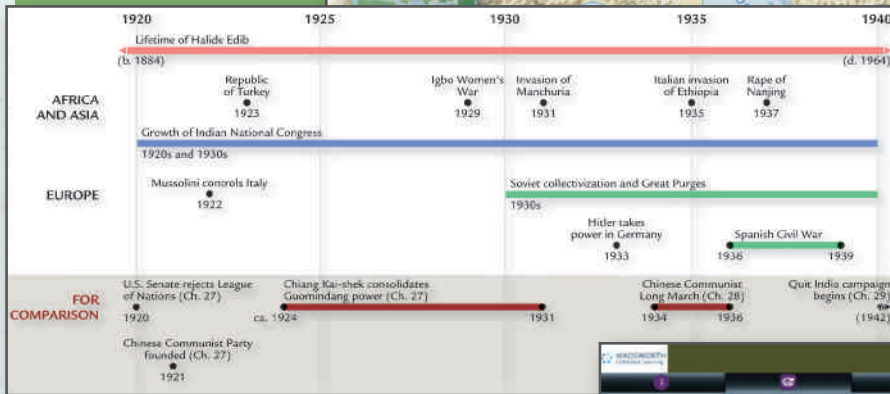 1920 1925 1930 1935 1940
Lifetime of Halide Edib
(b. 1884) (d. 1964)
AFRICA
AND ASIA
Republic
of Turkey
1923
Igbo Women's
War
1929
Invasion of
Manchuria
1931
Italian invasion
of Ethiopia
1935
Rape of
Nanjing
1937
Growth of Indian National Congress
1920s and 1930s
EUROPE
Mussolini controls Italy
1922
Soviet collectivization and Great Purges
1930s
Hitler takes
power in Germany
1933
Spanish Civil War
1936 1939
FOR
COMPARISON
U.S. Senate rejects League
of Nations (Ch. 27)
1920
Chiang Kai-shek consolidates
Guomindang power (Ch. 27)
ca. 1924 1931
Chinese Communist
Long March (Ch. 28)
1934 1936
Quit India campaign
begins (Ch. 29)
(1942)
Chinese Communist Party
founded (Ch. 27)
1921
WADSWORTH